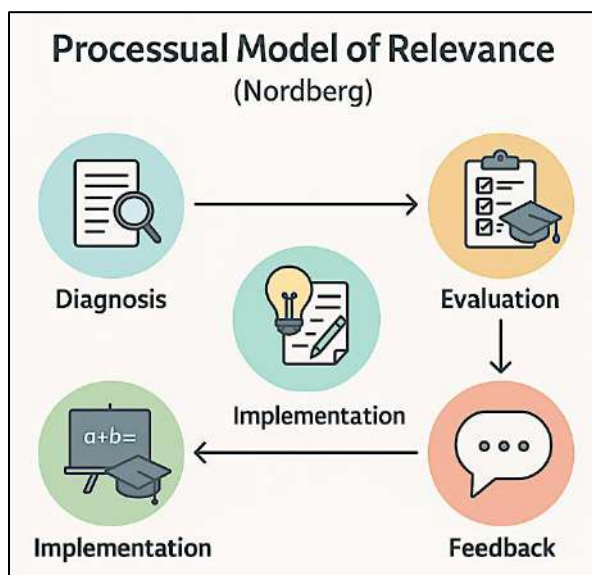 Processual Model of Relevance
(Nordberg)
Diagnosis
Evaluation
Implementation
a+b=
Implementation
Feedback